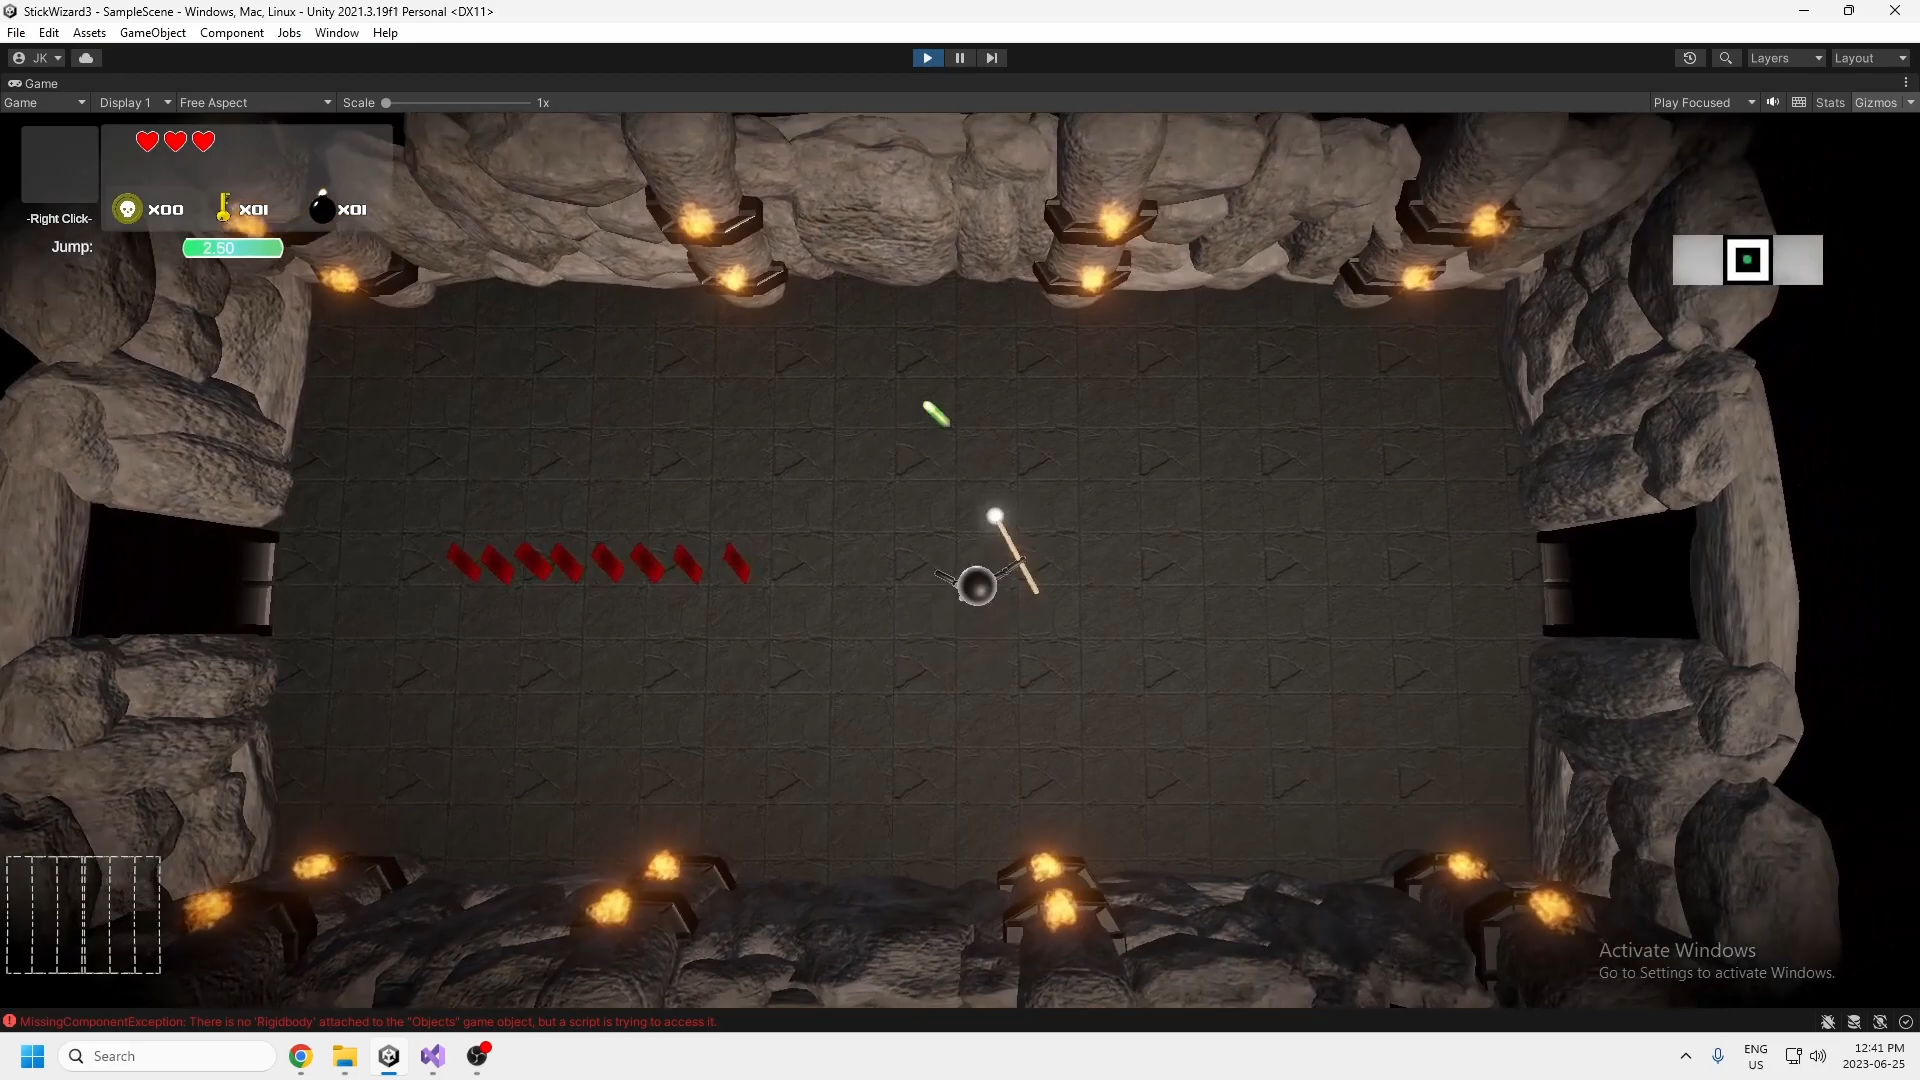 StickWizard3 - SampleScene - Windows, Mac, Linux - Unity 2021.3.19f1 Personal <DX11>
File Edit Assets GameObject Component Jobs Window Help
JK Layers Layout
Game
Game Display 1 Free Aspect Scale 1x Play Focused Stats Gizmos
-Right Click- x00 x01 x01
Jump: 2.50
Activate Windows
Go to Settings to activate Windows.
MissingComponentException: There is no 'Rigidbody' attached to the "Objects" game object, but a script is trying to access it.
Search
ENG
US
12:41 PM
2023-06-25